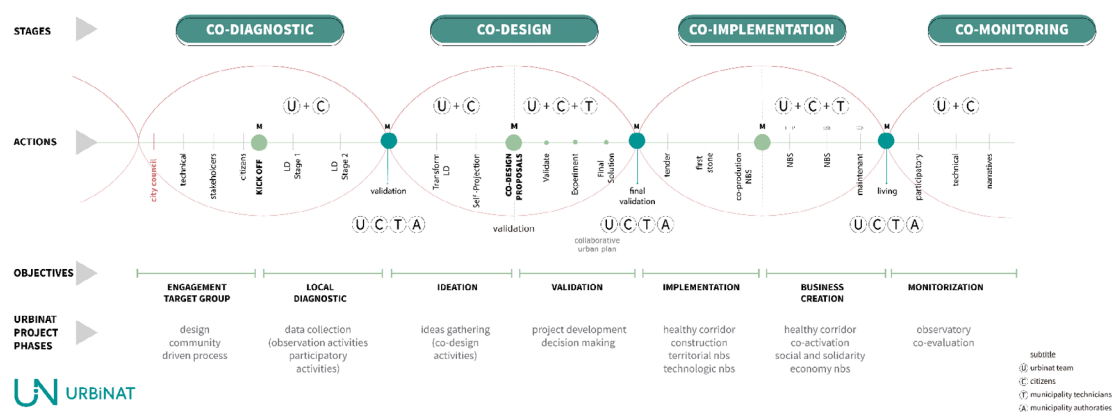 STAGES
CO-DIAGNOSTIC
CO-DESIGN
CO-IMPLEMENTATION
CO-MONITORING
U + C
U + C
U + C + T
U + C + T
U + C
ACTIONS
M
M
M
M
M
city council
technical
stakeholders
citizens
KICK OFF
LD
Stage 1
LD
Stage 2
validation
Transform
LD
Self-Projection
CO-DESIGN
PROPOSALS
Validate
Experiment
Final
Solution
final
validation
tender
first
stone
co-prodution
NBS
NBS
NBS
maintenant
living
participatory
technical
narratives
U C T A
validation
U C T A
U C T A
collaborative
urban plan
OBJECTIVES
ENGAGEMENT
TARGET GROUP
LOCAL
DIAGNOSTIC
IDEATION
VALIDATION
IMPLEMENTATION
BUSINESS
CREATION
MONITORIZATION
URBINAT
PROJECT
PHASES
design
community
driven process
data collection
(observation activities
participatory
activities)
ideas gathering
(co-design
activities)
project development
decision making
healthy corridor
construction
territorial nbs
technologic nbs
healthy corridor
co-activation
social and solidarity
economy nbs
observatory
co-evaluation
subtitle
U urbinat team
C citizens
T municipality technicians
A municipality authoraties
UN URBiNAT